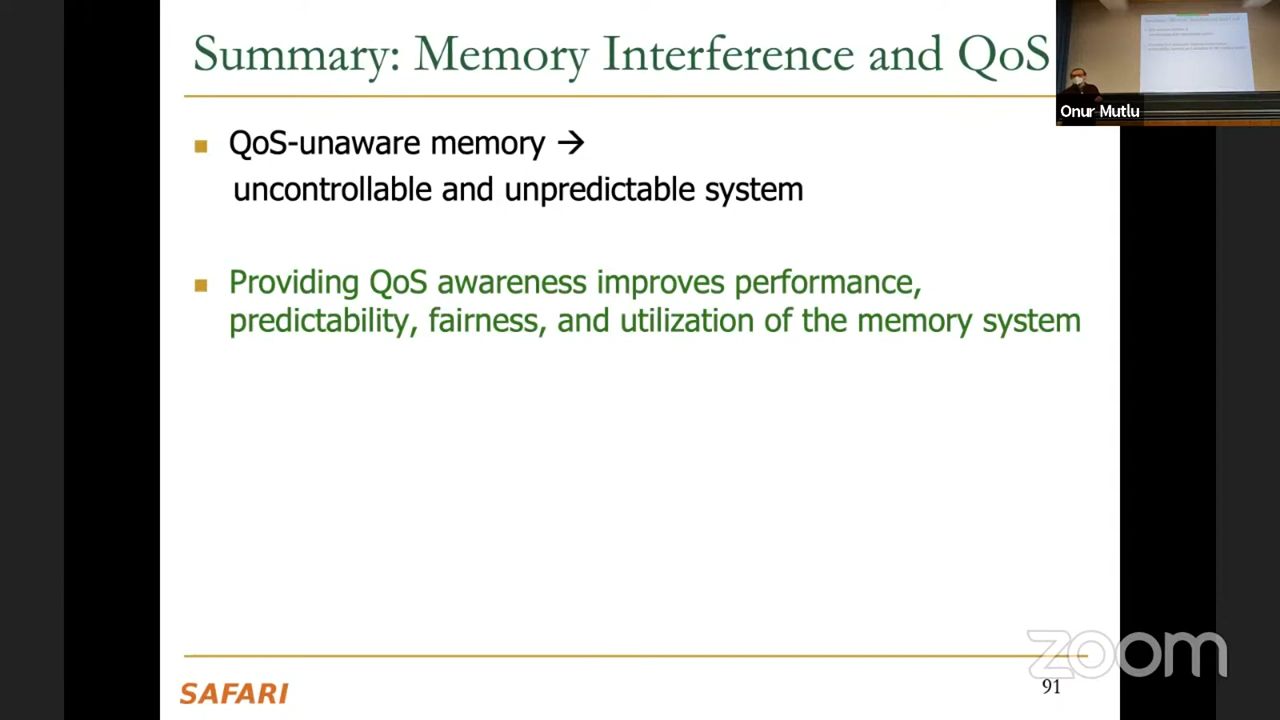 Summary: Memory Interference and QoS
Onur Mutlu
QoS-unaware memory →
uncontrollable and unpredictable system
Providing QoS awareness improves performance,
predictability, fairness, and utilization of the memory system
zoom
SAFARI
91